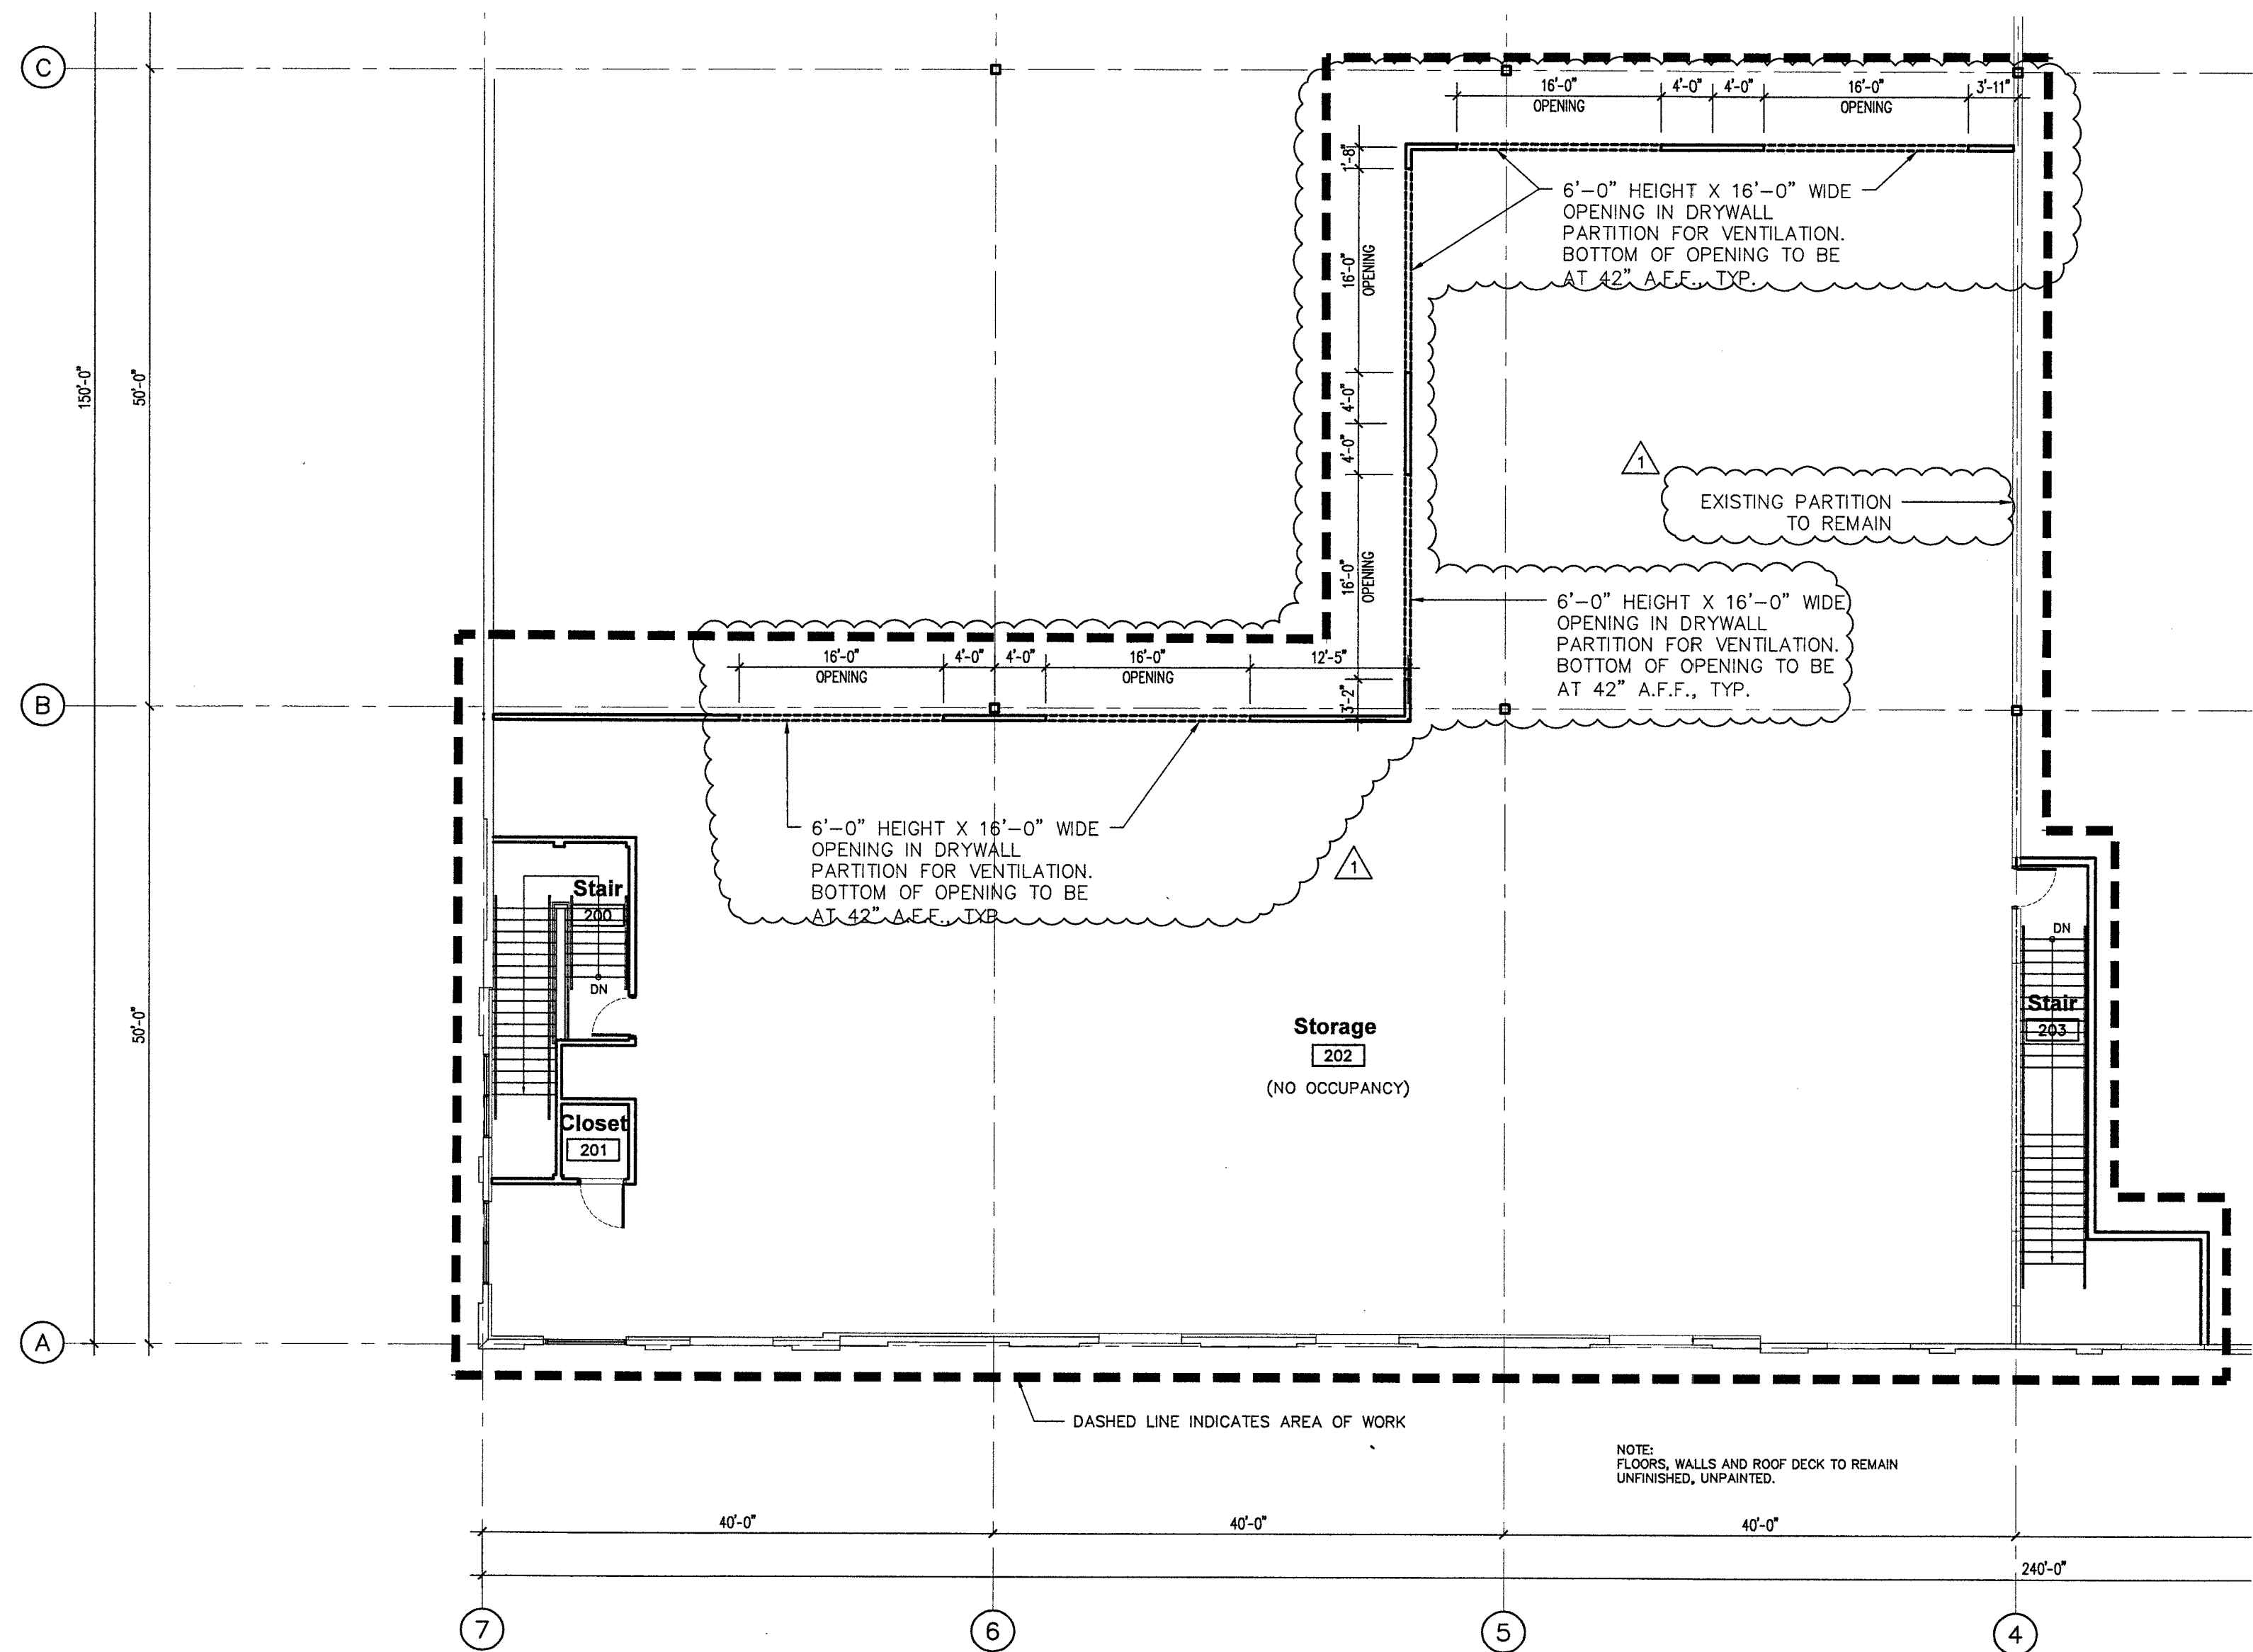 C
16'-0"
4'-0"
4'-0"
16'-0"
3'-11"
OPENING
OPENING
1'-8"
6'-0" HEIGHT X 16'-0" WIDE
OPENING IN DRYWALL
PARTITION FOR VENTILATION.
BOTTOM OF OPENING TO BE
AT 42" A.F.F., TYP.
16'-0"
OPENING
150'-0"
50'-0"
4'-0"
4'-0"
1
EXISTING PARTITION
TO REMAIN
16'-0"
OPENING
6'-0" HEIGHT X 16'-0" WIDE
OPENING IN DRYWALL
PARTITION FOR VENTILATION.
BOTTOM OF OPENING TO BE
AT 42" A.F.F., TYP.
16'-0"
4'-0"
4'-0"
16'-0"
12'-5"
OPENING
OPENING
3'-2"
B
6'-0" HEIGHT X 16'-0" WIDE
OPENING IN DRYWALL
PARTITION FOR VENTILATION.
BOTTOM OF OPENING TO BE
AT 42" A.F.F., TYP
1
Stair
200
DN
DN
50'-0"
Storage
202
(NO OCCUPANCY)
Stair
203
Closet
201
A
DASHED LINE INDICATES AREA OF WORK
NOTE:
FLOORS, WALLS AND ROOF DECK TO REMAIN
UNFINISHED, UNPAINTED.
40'-0"
40'-0"
40'-0"
240'-0"
7
6
5
4